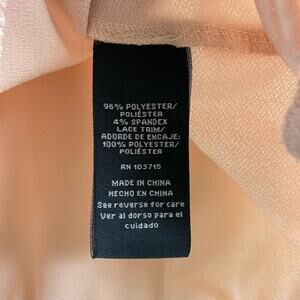 96% POLYESTER/
POLIÉSTER
4% SPANDEX
LACE TRIM/
ADORDE DE ENCAJE:
100% POLYESTER/
POLIÉSTER
RN 103715
MADE IN CHINA
HECHO EN CHINA
See reverse for care
Ver al dorso para el
cuidado